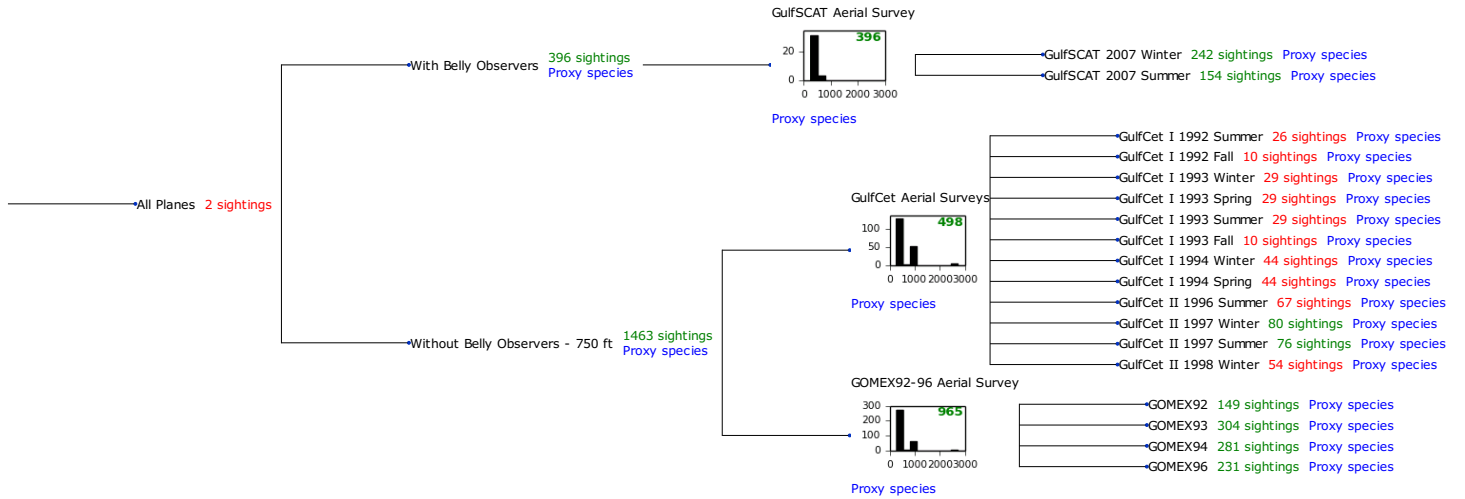 GulfSCAT Aerial Survey
396
20
0
0 1000 2000 3000
Proxy species
With Belly Observers 396 sightings
Proxy species
GulfSCAT 2007 Winter 242 sightings Proxy species
GulfSCAT 2007 Summer 154 sightings Proxy species
All Planes 2 sightings
GulfCet I 1992 Summer 26 sightings Proxy species
GulfCet I 1992 Fall 10 sightings Proxy species
GulfCet I 1993 Winter 29 sightings Proxy species
GulfCet I 1993 Spring 29 sightings Proxy species
GulfCet I 1993 Summer 29 sightings Proxy species
GulfCet I 1993 Fall 10 sightings Proxy species
GulfCet I 1994 Winter 44 sightings Proxy species
GulfCet I 1994 Spring 44 sightings Proxy species
GulfCet II 1996 Summer 67 sightings Proxy species
GulfCet II 1997 Winter 80 sightings Proxy species
GulfCet II 1997 Summer 76 sightings Proxy species
GulfCet II 1998 Winter 54 sightings Proxy species
GulfCet Aerial Surveys
498
100
50
0
0 1000 2000 3000
Proxy species
Without Belly Observers - 750 ft 1463 sightings
Proxy species
GOMEX92-96 Aerial Survey
965
300
200
100
0
0 1000 2000 3000
Proxy species
GOMEX92 149 sightings Proxy species
GOMEX93 304 sightings Proxy species
GOMEX94 281 sightings Proxy species
GOMEX96 231 sightings Proxy species